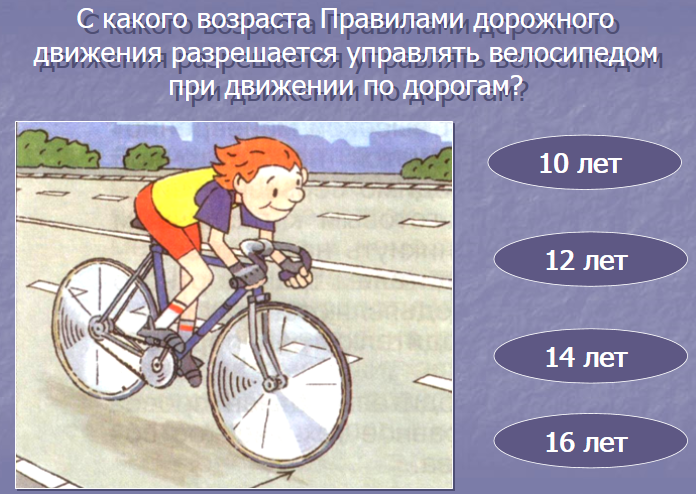 С какого возраста Правилами дорожного
движения разрешается управлять велосипедом
при движении по дорогам?
10 лет
12 лет
14 лет
16 лет